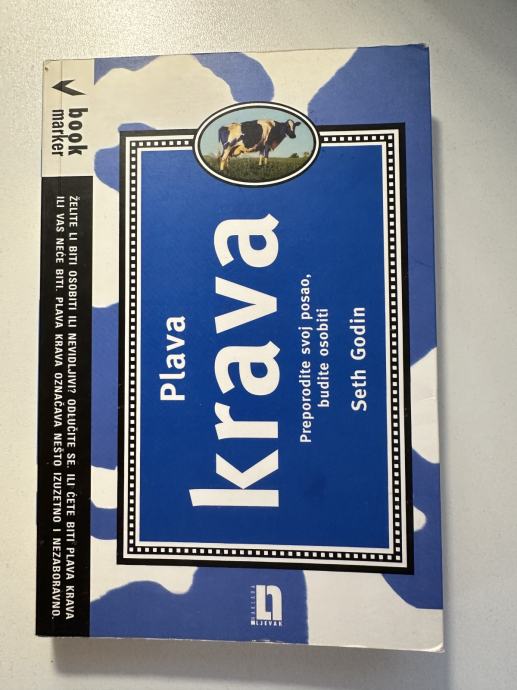 book
marker
ŽELITE LI BITI OSOBITI ILI NEVIDLJIVI? ODLUČITE SE. ILI ĆETE BITI PLAVA KRAVA
ILI VAS NEĆE BITI. PLAVA KRAVA OZNAČAVA NEŠTO IZUZETNO I NEZABORAVNO.
Plava
krava
Preporodite svoj posao,
budite osobiti
Seth Godin
NAKLADA
LJEVAK